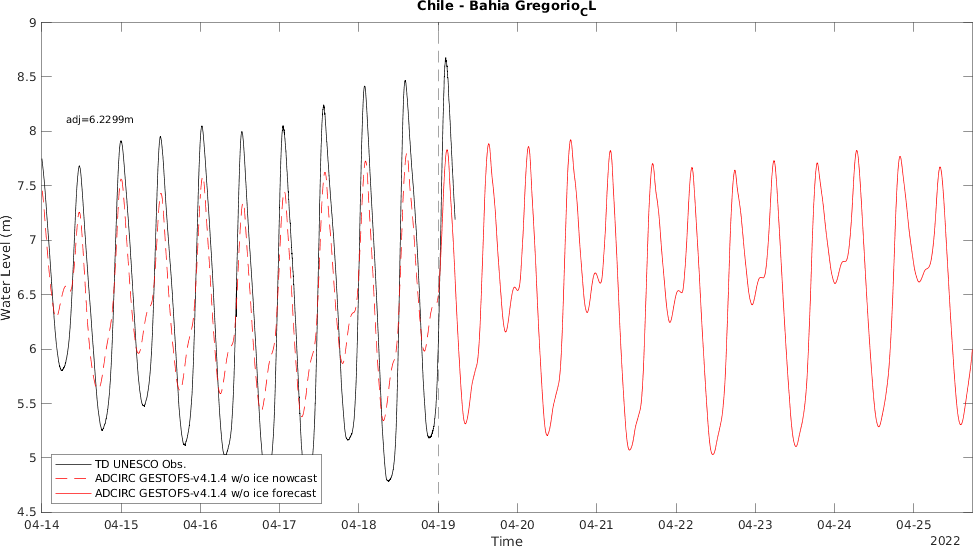 Chile - Bahia Gregorio_CL
9
8.5
8
7.5
7
6.5
6
5.5
5
4.5
Water Level (m)
adj=6.2299m
TD UNESCO Obs.
ADCIRC GESTOFS-v4.1.4 w/o ice nowcast
ADCIRC GESTOFS-v4.1.4 w/o ice forecast
04-14 04-15 04-16 04-17 04-18 04-19 04-20 04-21 04-22 04-23 04-24 04-25
Time
2022